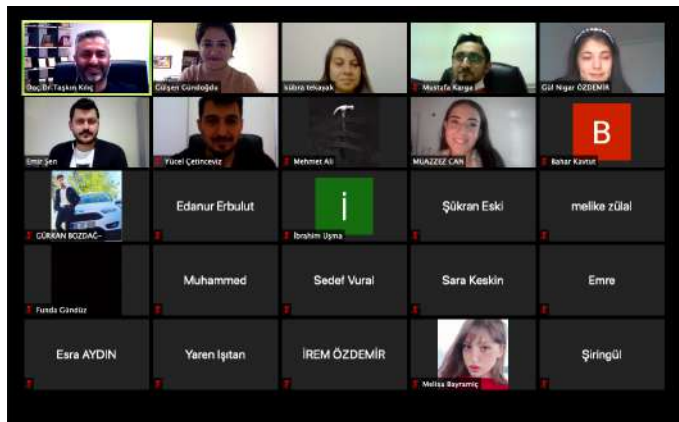 Doç. Dr. Taşkın Kılıç
Gülşen Gündoğdu
kübra tekayak
Mustafa Karga
Gül Nigar ÖZDEMİR
Emir Şen
Yücel Çetinceviz
Mehmet Ali
MUAZZEZ CAN
B
Bahar Kavtut
GÜRKAN BOZDAĞ~
Edanur Erbulut
i
İbrahim Uşma
Şükran Eski
melike zülal
Funda Gündüz
Muhammed
Sedef Vural
Sara Keskin
Emre
Esra AYDIN
Yaren Işıtan
İREM ÖZDEMİR
Melisa Bayramiç
Şiringül